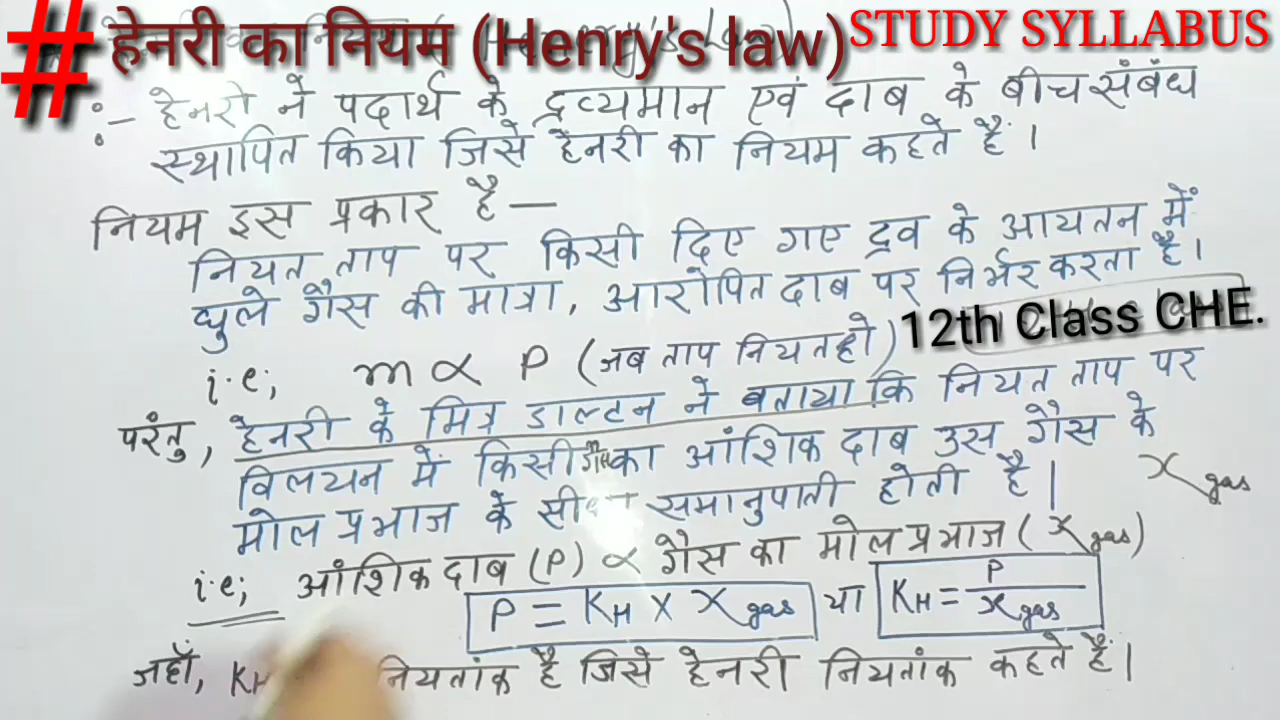 # हेनरी का नियम (Henry's law)
STUDY SYLLABUS
:- हेनरी ने पदार्थ के द्रव्यमान एवं दाब के बीच संबंध
स्थापित किया जिसे हेनरी का नियम कहते हैं।
नियम इस प्रकार है —
नियत ताप पर किसी दिए गए द्रव के आयतन में
घुले गैस की मात्रा, आरोपित दाब पर निर्भर करता है।
12th Class CHE.
i.e; m ∝ P (जब ताप नियत हो)
परंतु, हेनरी के मित्र डाल्टन ने बताया कि नियत ताप पर
विलयन में किसी गैस का आंशिक दाब उस गैस के
मोल प्रभाज के समानुपाती होती है।
x gas
i.e; आंशिक दाब (P) ∝ गैस का मोल प्रभाज (x gas)
P = KH × x gas या KH = P / x gas
जहाँ, KH नियतांक है जिसे हेनरी नियतांक कहते हैं।